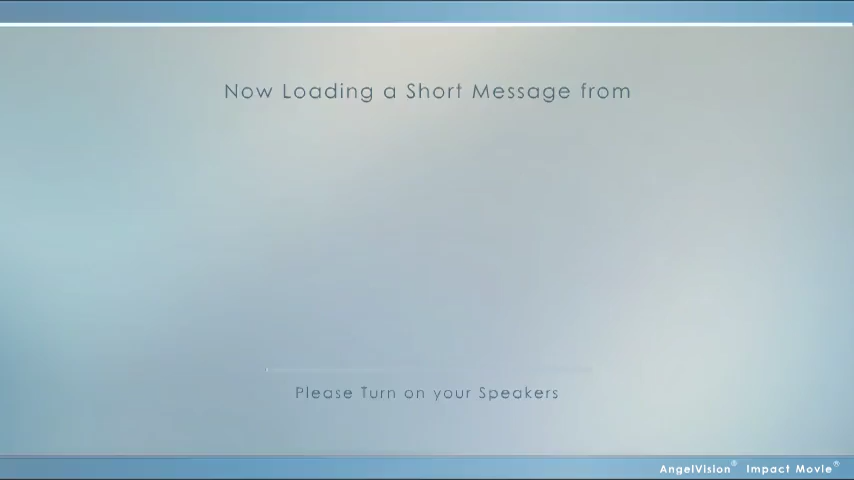 Now Loading a Short Message from
Please Turn on your Speakers
AngelVision® Impact Movie®